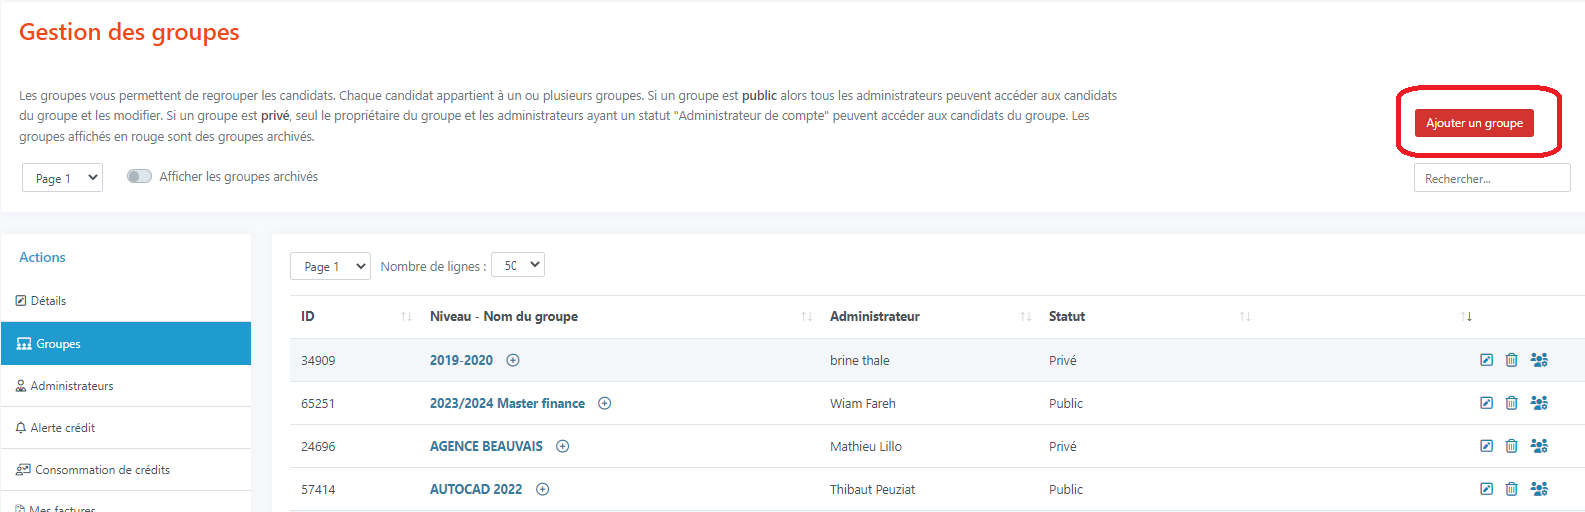 Gestion des groupes
Les groupes vous permettent de regrouper les candidats. Chaque candidat appartient à un ou plusieurs groupes. Si un groupe est public alors tous les administrateurs peuvent accéder aux candidats
du groupe et les modifier. Si un groupe est privé, seul le propriétaire du groupe et les administrateurs ayant un statut "Administrateur de compte" peuvent accéder aux candidats du groupe. Les
groupes affichés en rouge sont des groupes archivés.
Ajouter un groupe
Page 1 Afficher les groupes archivés Rechercher...
Actions
Détails
Groupes
Administrateurs
Alerte crédit
Consommation de crédits
Mes factures
Page 1 Nombre de lignes : 50
ID Niveau - Nom du groupe Administrateur Statut
34909 2019-2020 brine thale Privé
65251 2023/2024 Master finance Wiam Fareh Public
24696 AGENCE BEAUVAIS Mathieu Lillo Privé
57414 AUTOCAD 2022 Thibaut Peuziat Public